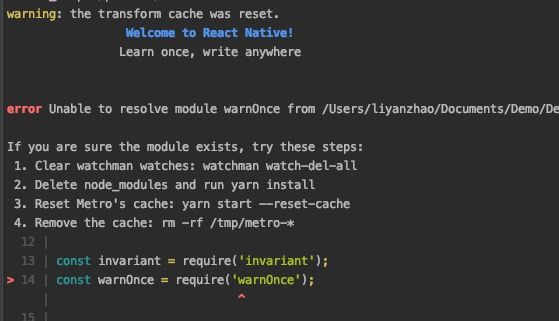 warning: the transform cache was reset.
Welcome to React Native!
Learn once, write anywhere
error Unable to resolve module warnOnce from /Users/liyanzhao/Documents/Demo/De
If you are sure the module exists, try these steps:
1. Clear watchman watches: watchman watch-del-all
2. Delete node_modules and run yarn install
3. Reset Metro's cache: yarn start --reset-cache
4. Remove the cache: rm -rf /tmp/metro-*
12 |
13 | const invariant = require('invariant');
> 14 | const warnOnce = require('warnOnce');
| ^
15 |